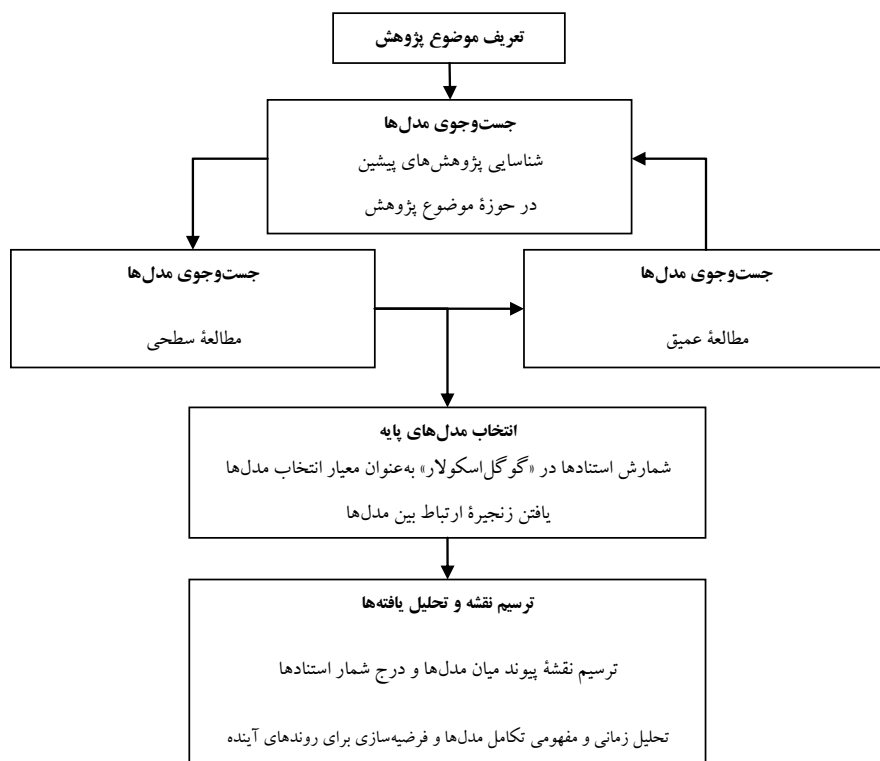 تعریف موضوع پژوهش
جست‌وجوی مدل‌ها
شناسایی پژوهش‌های پیشین
در حوزهٔ موضوع پژوهش
جست‌وجوی مدل‌ها
مطالعهٔ عمیق
جست‌وجوی مدل‌ها
مطالعهٔ سطحی
انتخاب مدل‌های پایه
شمارش استنادها در «گوگل‌اسکولار» به‌عنوان معیار انتخاب مدل‌ها
یافتن زنجیرهٔ ارتباط بین مدل‌ها
ترسیم نقشه و تحلیل یافته‌ها
ترسیم نقشهٔ پیوند میان مدل‌ها و درج شمار استنادها
تحلیل زمانی و مفهومی تکامل مدل‌ها و فرضیه‌سازی برای روندهای آینده